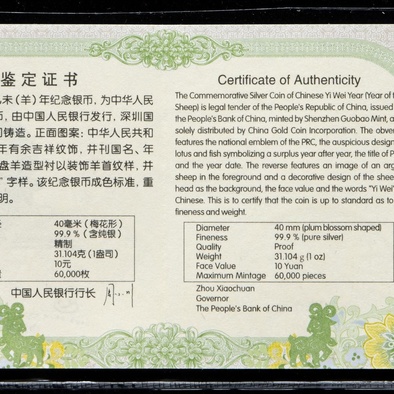 鉴定证书
未(羊)年纪念银币，为中华人民
币，由中国人民银行发行，深圳国
铸造。正面图案：中华人民共和
年有余吉祥纹饰，并刊国名、年
盘羊造型衬以装饰羊首纹样，并
”字样。该纪念银币成色标准，重
明。
40毫米（梅花形）
99.9％（含纯银）
精制
31.104克（1盎司）
10元
60,000枚
中国人民银行行长
Certificate of Authenticity
The Commemorative Silver Coin of Chinese Yi Wei Year (Year of t
Sheep) is legal tender of the People's Republic of China, issued
the People's Bank of China, minted by Shenzhen Guobao Mint, a
solely distributed by China Gold Coin Incorporation. The obver
features the national emblem of the PRC, the auspicious design
lotus and fish symbolizing a surplus year after year, the title of P
and the year date. The reverse features an image of an arg
sheep in the foreground and a decorative design of the shee
head as the background, the face value and the words "Yi Wei"
Chinese. This is to certify that the coin is up to standard as to
fineness and weight.
Diameter 40 mm (plum blossom shaped)
Fineness 99.9 % (pure silver)
Quality Proof
Weight 31.104 g (1 oz)
Face Value 10 Yuan
Maximum Mintage 60,000 pieces
Zhou Xiaochuan
Governor
The People's Bank of China